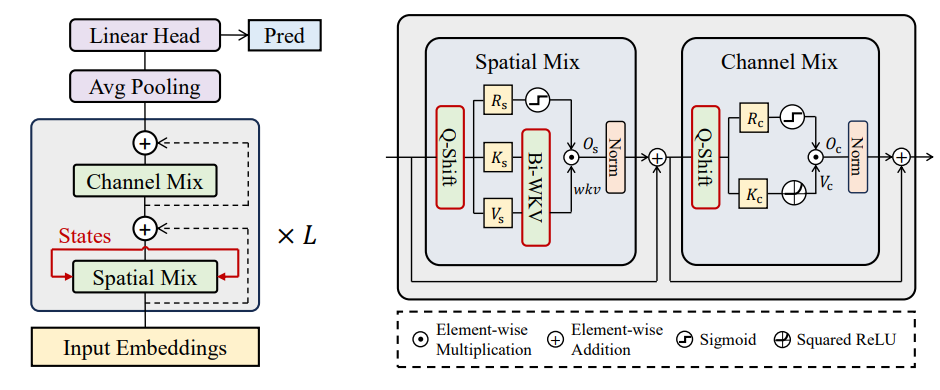 Linear Head
Pred
Avg Pooling
+
Channel Mix
+
States
Spatial Mix
× L
Input Embeddings
Spatial Mix
Q-Shift
R_s
K_s
V_s
Bi-WKV
O_s
wkv
Norm
+
Channel Mix
Q-Shift
R_c
K_c
O_c
V_c
Norm
+
Element-wise
Multiplication
+
Element-wise
Addition
Sigmoid
Squared ReLU